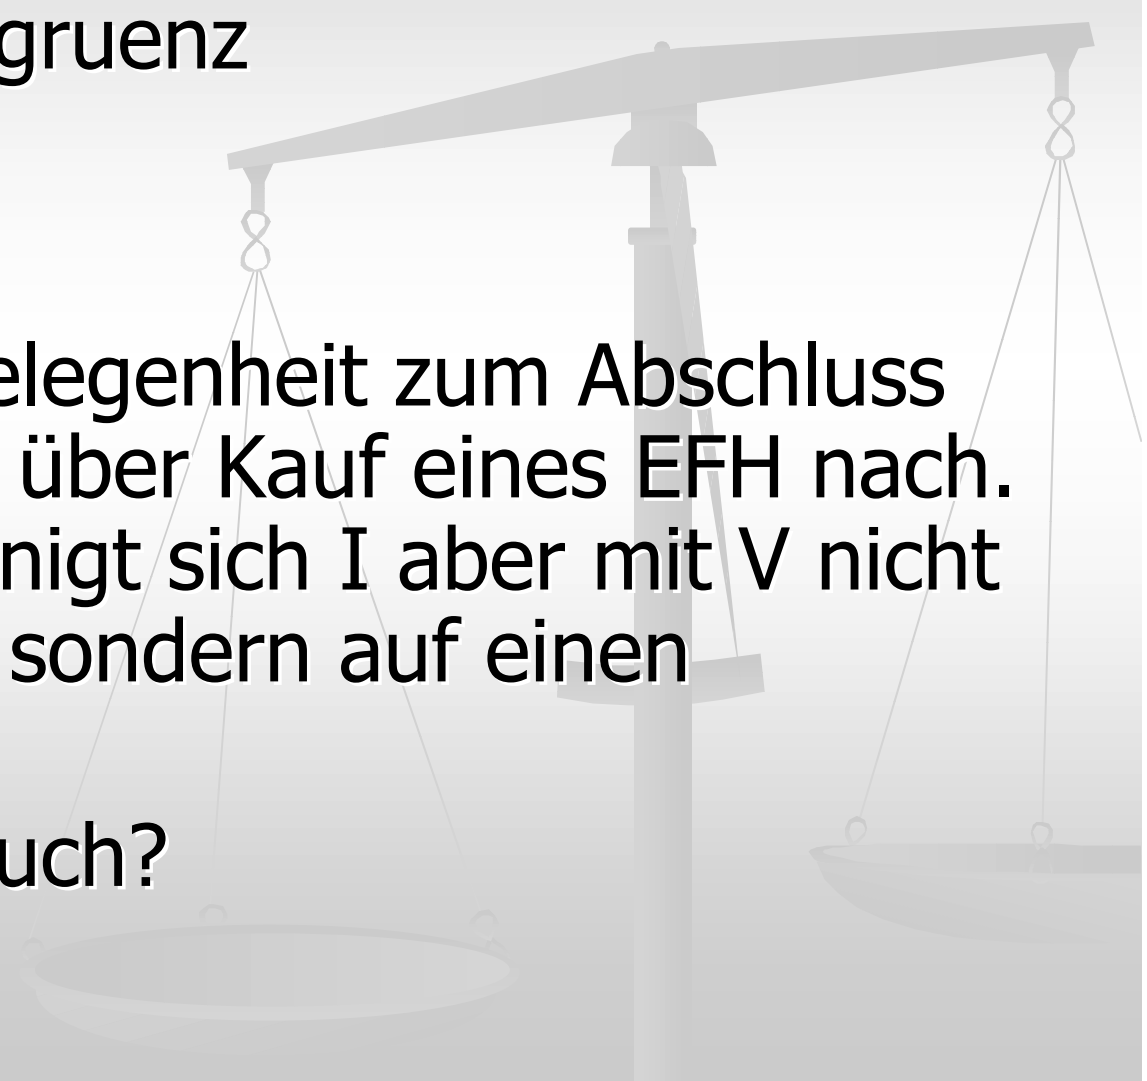 gruenz
elegenheit zum Abschluss
über Kauf eines EFH nach.
nigt sich I aber mit V nicht
sondern auf einen
uch?